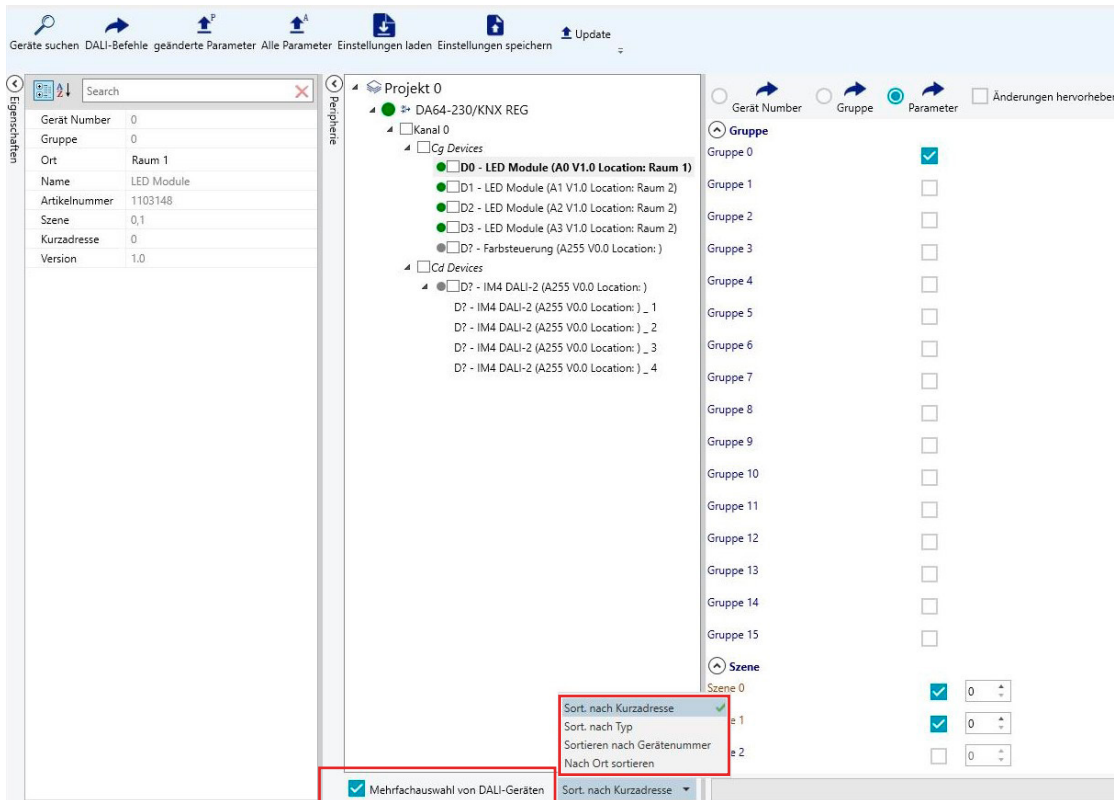 Geräte suchen
DALI-Befehle
P
geänderte Parameter
A
Alle Parameter
Einstellungen laden
Einstellungen speichern
Update
Eigenschaften
Search
Gerät Number 0
Gruppe 0
Ort Raum 1
Name LED Module
Artikelnummer 1103148
Szene 0,1
Kurzadresse 0
Version 1.0
Peripherie
Projekt 0
DA64-230/KNX REG
Kanal 0
Cg Devices
D0 - LED Module (A0 V1.0 Location: Raum 1)
D1 - LED Module (A1 V1.0 Location: Raum 2)
D2 - LED Module (A2 V1.0 Location: Raum 2)
D3 - LED Module (A3 V1.0 Location: Raum 2)
D? - Farbsteuerung (A255 V0.0 Location: )
Cd Devices
D? - IM4 DALI-2 (A255 V0.0 Location: )
D? - IM4 DALI-2 (A255 V0.0 Location: ) _ 1
D? - IM4 DALI-2 (A255 V0.0 Location: ) _ 2
D? - IM4 DALI-2 (A255 V0.0 Location: ) _ 3
D? - IM4 DALI-2 (A255 V0.0 Location: ) _ 4
Mehrfachauswahl von DALI-Geräten
Sort. nach Kurzadresse
Sort. nach Kurzadresse
Sort. nach Typ
Sortieren nach Gerätenummer
Nach Ort sortieren
Gerät Number
Gruppe
Parameter
Änderungen hervorheber
Gruppe
Gruppe 0
Gruppe 1
Gruppe 2
Gruppe 3
Gruppe 4
Gruppe 5
Gruppe 6
Gruppe 7
Gruppe 8
Gruppe 9
Gruppe 10
Gruppe 11
Gruppe 12
Gruppe 13
Gruppe 14
Gruppe 15
Szene
Szene 0 0
e 1 0
e 2 0